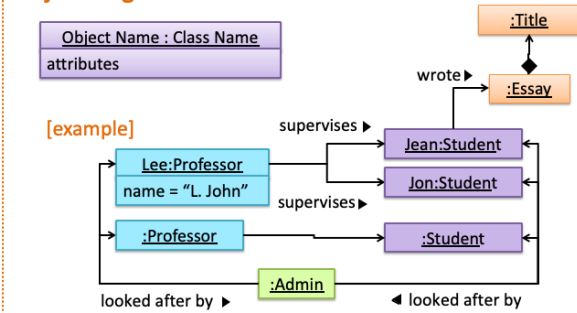 Object Name : Class Name
attributes
:Title
wrote ▶
:Essay
[example]
supervises ▶
Jean:Student
Lee:Professor
name = “L. John”
Jon:Student
supervises ▶
:Professor
:Student
:Admin
looked after by ▶
◀ looked after by